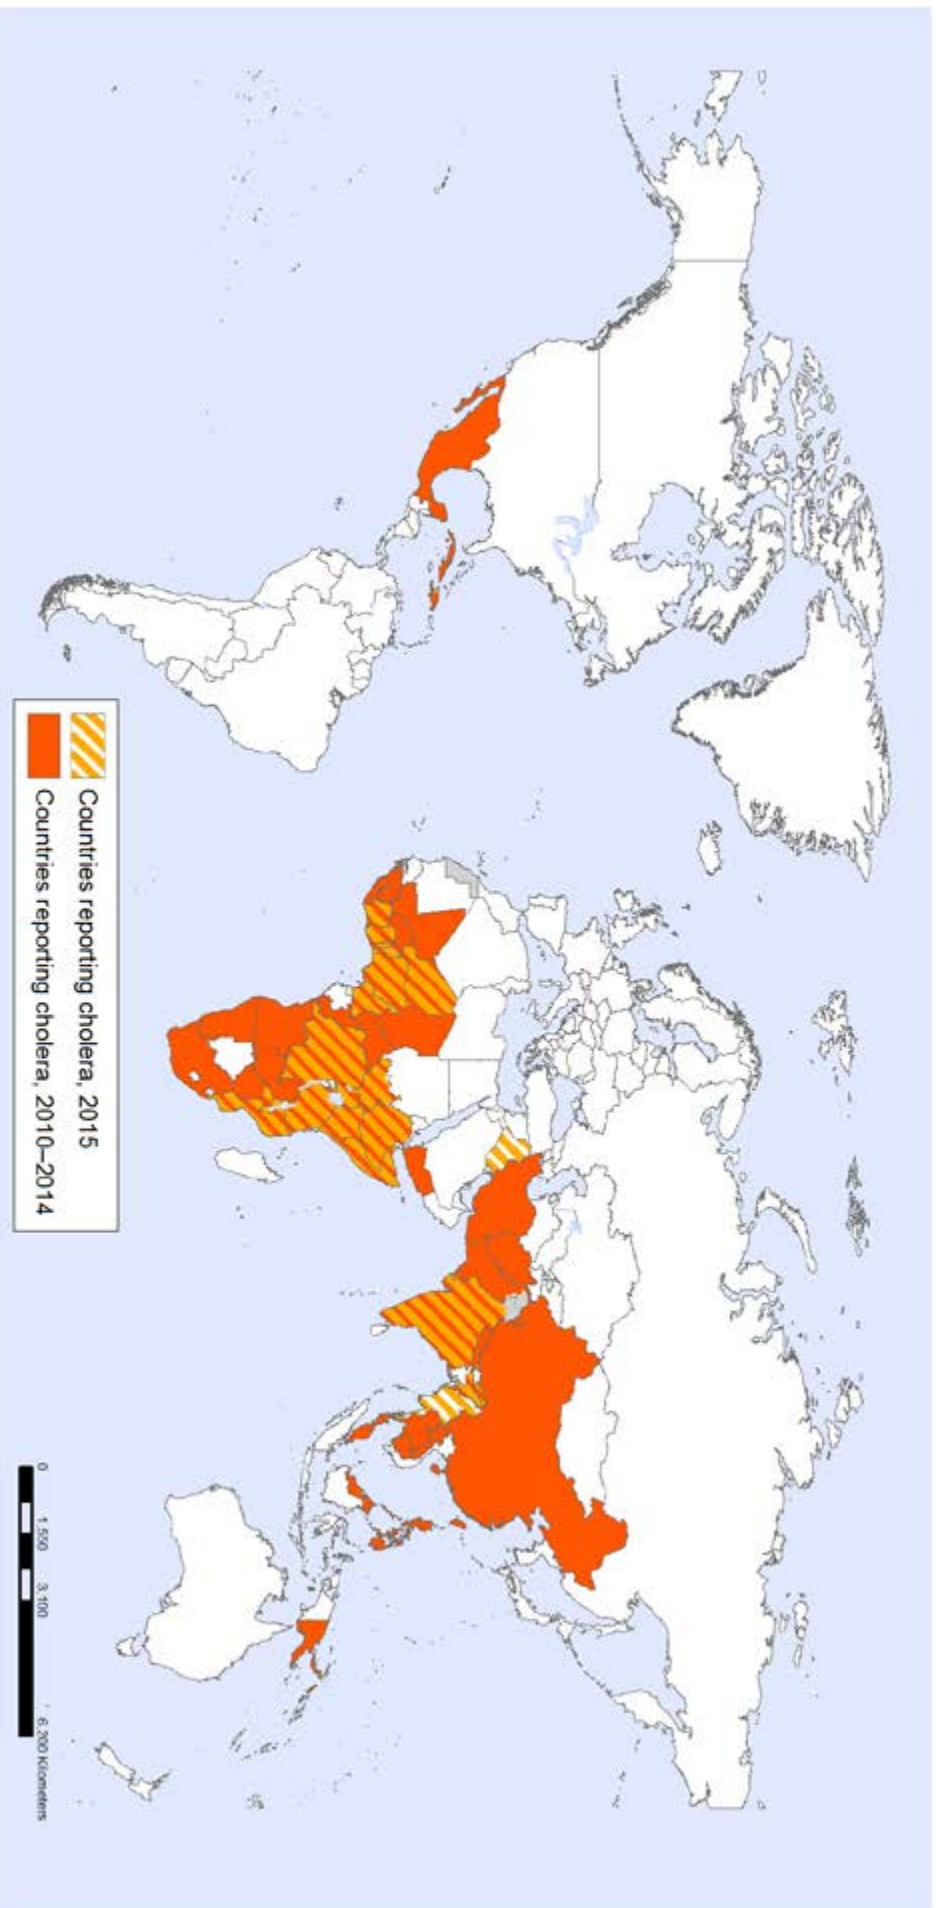 Countries reporting cholera, 2015
Countries reporting cholera, 2010–2014
0 1,550 3,100 6,200 Kilometers